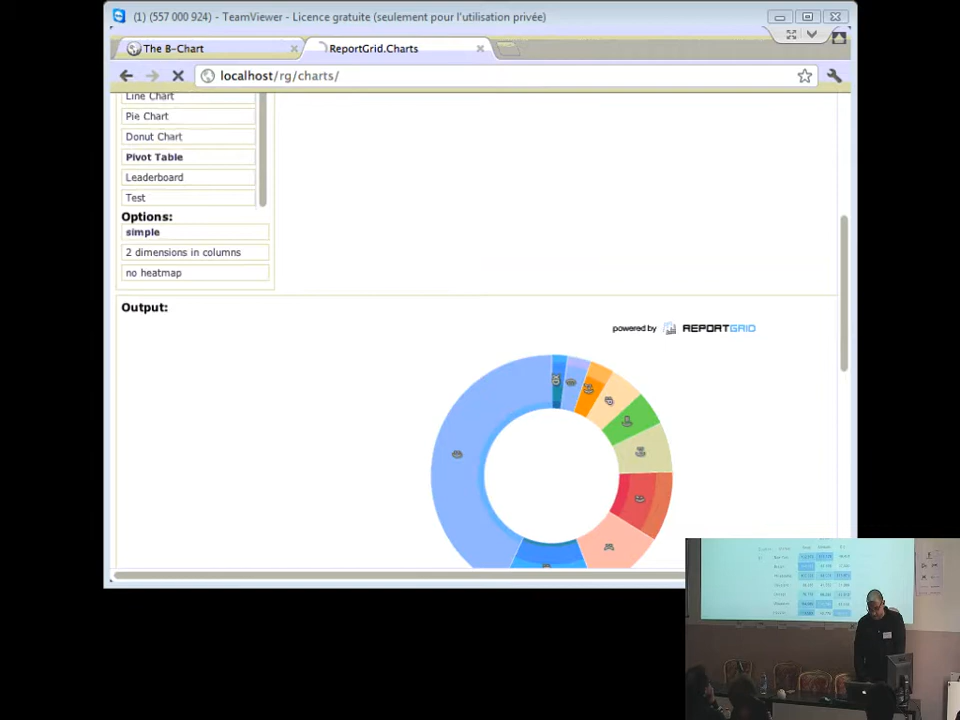 (1) (557 000 924) - TeamViewer - Licence gratuite (seulement pour l'utilisation privée)
The B-Chart
ReportGrid.Charts
localhost/rg/charts/
Line Chart
Pie Chart
Donut Chart
Pivot Table
Leaderboard
Test
Options:
simple
2 dimensions in columns
no heatmap
Output:
powered by REPORTGRID